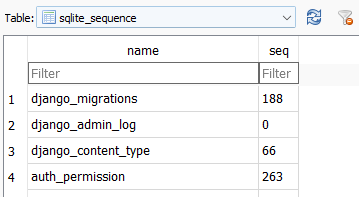 Table: sqlite_sequence
name seq
Filter Filter
1 django_migrations 188
2 django_admin_log 0
3 django_content_type 66
4 auth_permission 263